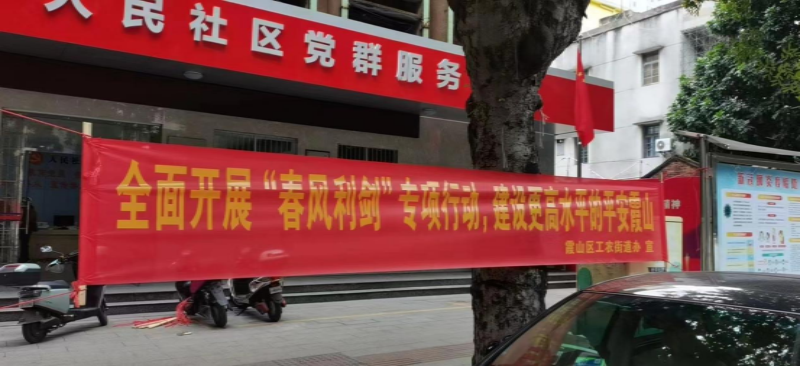 人民社区党群服务
全面开展“春风利剑”专项行动，建设更高水平的平安霞山
霞山区工农街道办 宣